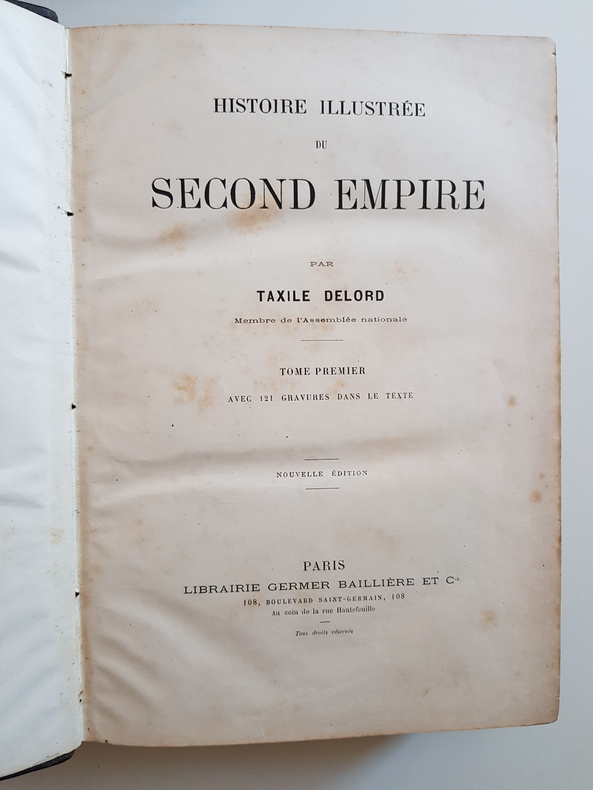 HISTOIRE ILLUSTRÉE
DU
SECOND EMPIRE
PAR
TAXILE DELORD
Membre de l'Assemblée nationale
TOME PREMIER
AVEC 121 GRAVURES DANS LE TEXTE
NOUVELLE ÉDITION
PARIS
LIBRAIRIE GERMER BAILLIÈRE ET Cie
108, BOULEVARD SAINT-GERMAIN, 108
Au coin de la rue Hautefeuille
Tous droits réservés